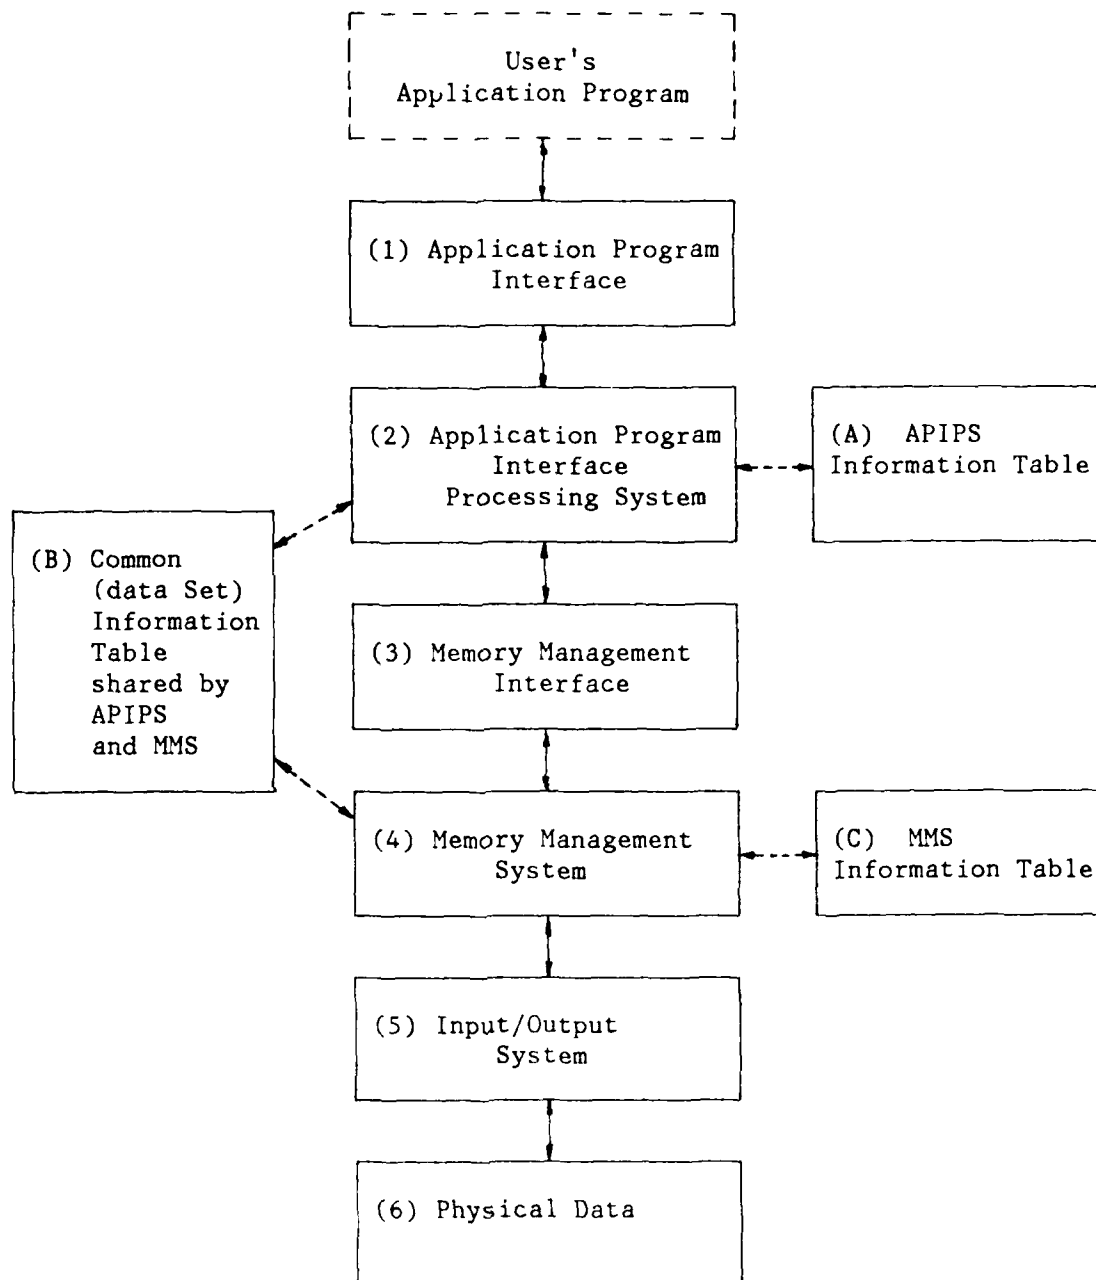 User's
Application Program
(1) Application Program
Interface
(2) Application Program
Interface
Processing System
(A) APIPS
Information Table
(B) Common
(data Set)
Information
Table
shared by
APIPS
and MMS
(3) Memory Management
Interface
(4) Memory Management
System
(C) MMS
Information Table
(5) Input/Output
System
(6) Physical Data